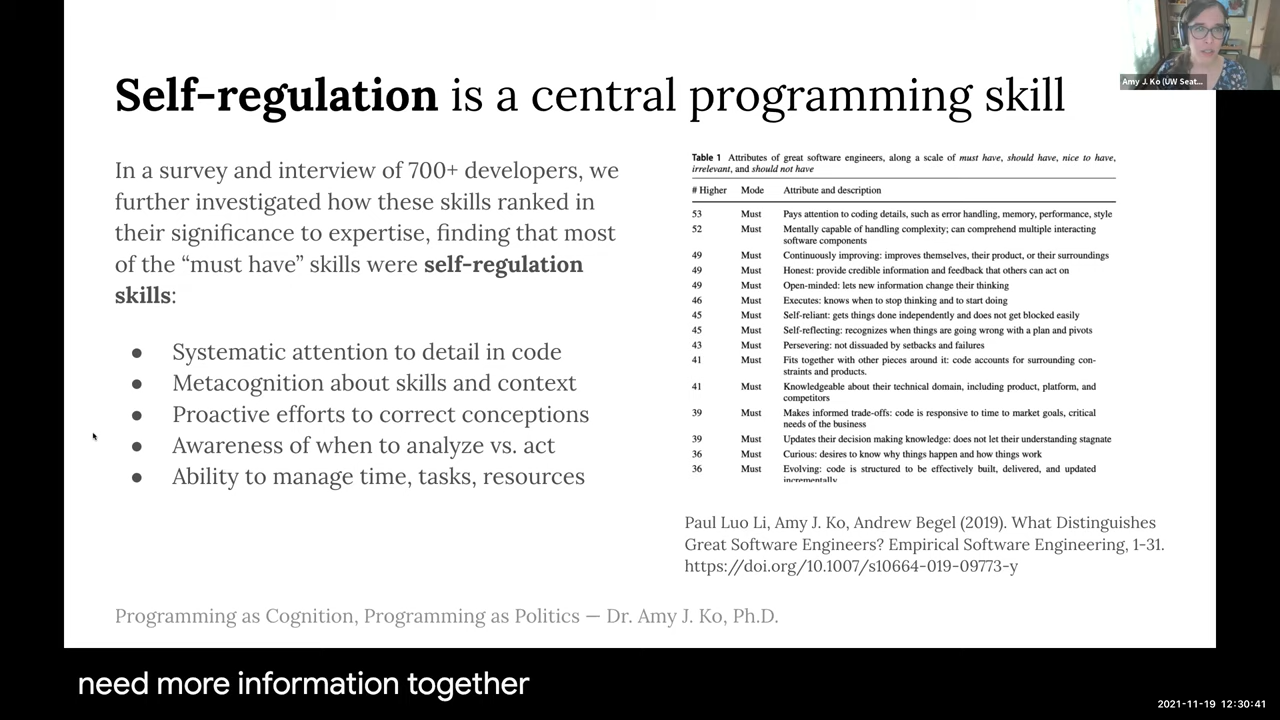 Amy J. Ko (UW Seat...
Self-regulation is a central programming skill
In a survey and interview of 700+ developers, we
further investigated how these skills ranked in
their significance to expertise, finding that most
of the “must have” skills were self-regulation
skills:
● Systematic attention to detail in code
● Metacognition about skills and context
● Proactive efforts to correct conceptions
● Awareness of when to analyze vs. act
● Ability to manage time, tasks, resources
Table 1 Attributes of great software engineers, along a scale of must have, should have, nice to have,
irrelevant, and should not have
# Higher Mode Attribute and description
53 Must Pays attention to coding details, such as error handling, memory, performance, style
52 Must Mentally capable of handling complexity; can comprehend multiple interacting
software components
49 Must Continuously improving: improves themselves, their product, or their surroundings
49 Must Honest: provide credible information and feedback that others can act on
49 Must Open-minded: lets new information change their thinking
46 Must Executes: knows when to stop thinking and to start doing
45 Must Self-reliant: gets things done independently and does not get blocked easily
45 Must Self-reflecting: recognizes when things are going wrong with a plan and pivots
43 Must Persevering: not dissuaded by setbacks and failures
41 Must Fits together with other pieces around it: code accounts for surrounding con-
straints and products.
41 Must Knowledgeable about their technical domain, including product, platform, and
competitors
39 Must Makes informed trade-offs: code is responsive to time to market goals, critical
needs of the business
39 Must Updates their decision making knowledge: does not let their understanding stagnate
36 Must Curious: desires to know why things happen and how things work
36 Must Evolving: code is structured to be effectively built, delivered, and updated
incrementally
Paul Luo Li, Amy J. Ko, Andrew Begel (2019). What Distinguishes
Great Software Engineers? Empirical Software Engineering, 1-31.
https://doi.org/10.1007/s10664-019-09773-y
Programming as Cognition, Programming as Politics — Dr. Amy J. Ko, Ph.D.
need more information together
2021-11-19 12:30:41